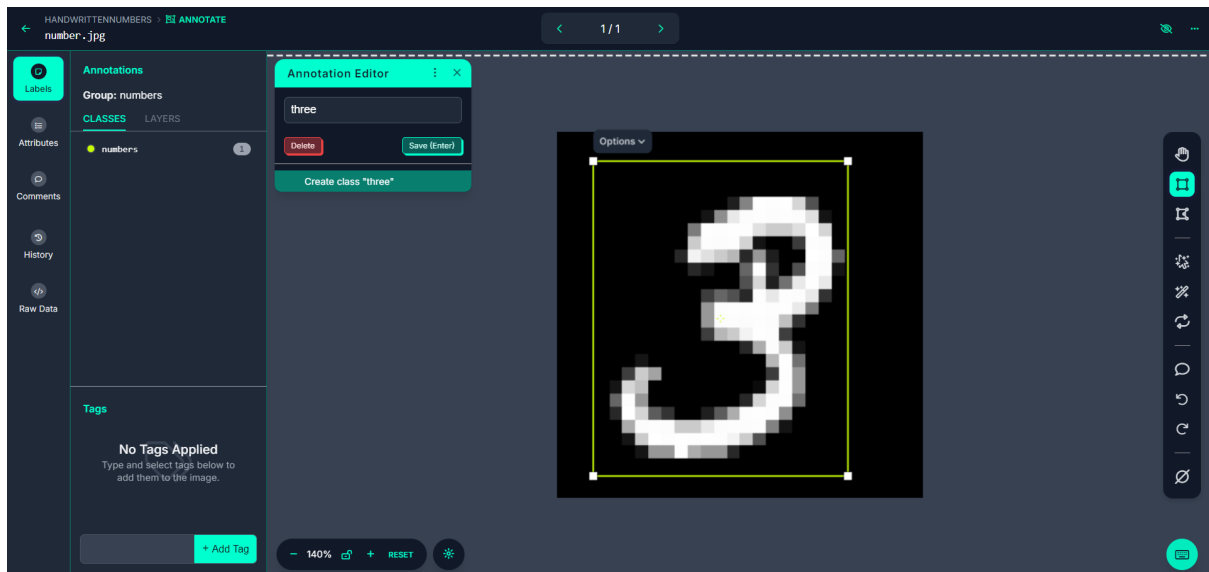 HANDWRITTENNUMBERS > ANNOTATE
number.jpg
1 / 1
Labels
Attributes
Comments
History
Raw Data
Annotations
Group: numbers
CLASSES LAYERS
numbers 1
Tags
No Tags Applied
Type and select tags below to
add them to the image.
+ Add Tag
Annotation Editor
three
Delete Save (Enter)
Create class "three"
Options
3
− 140% + RESET